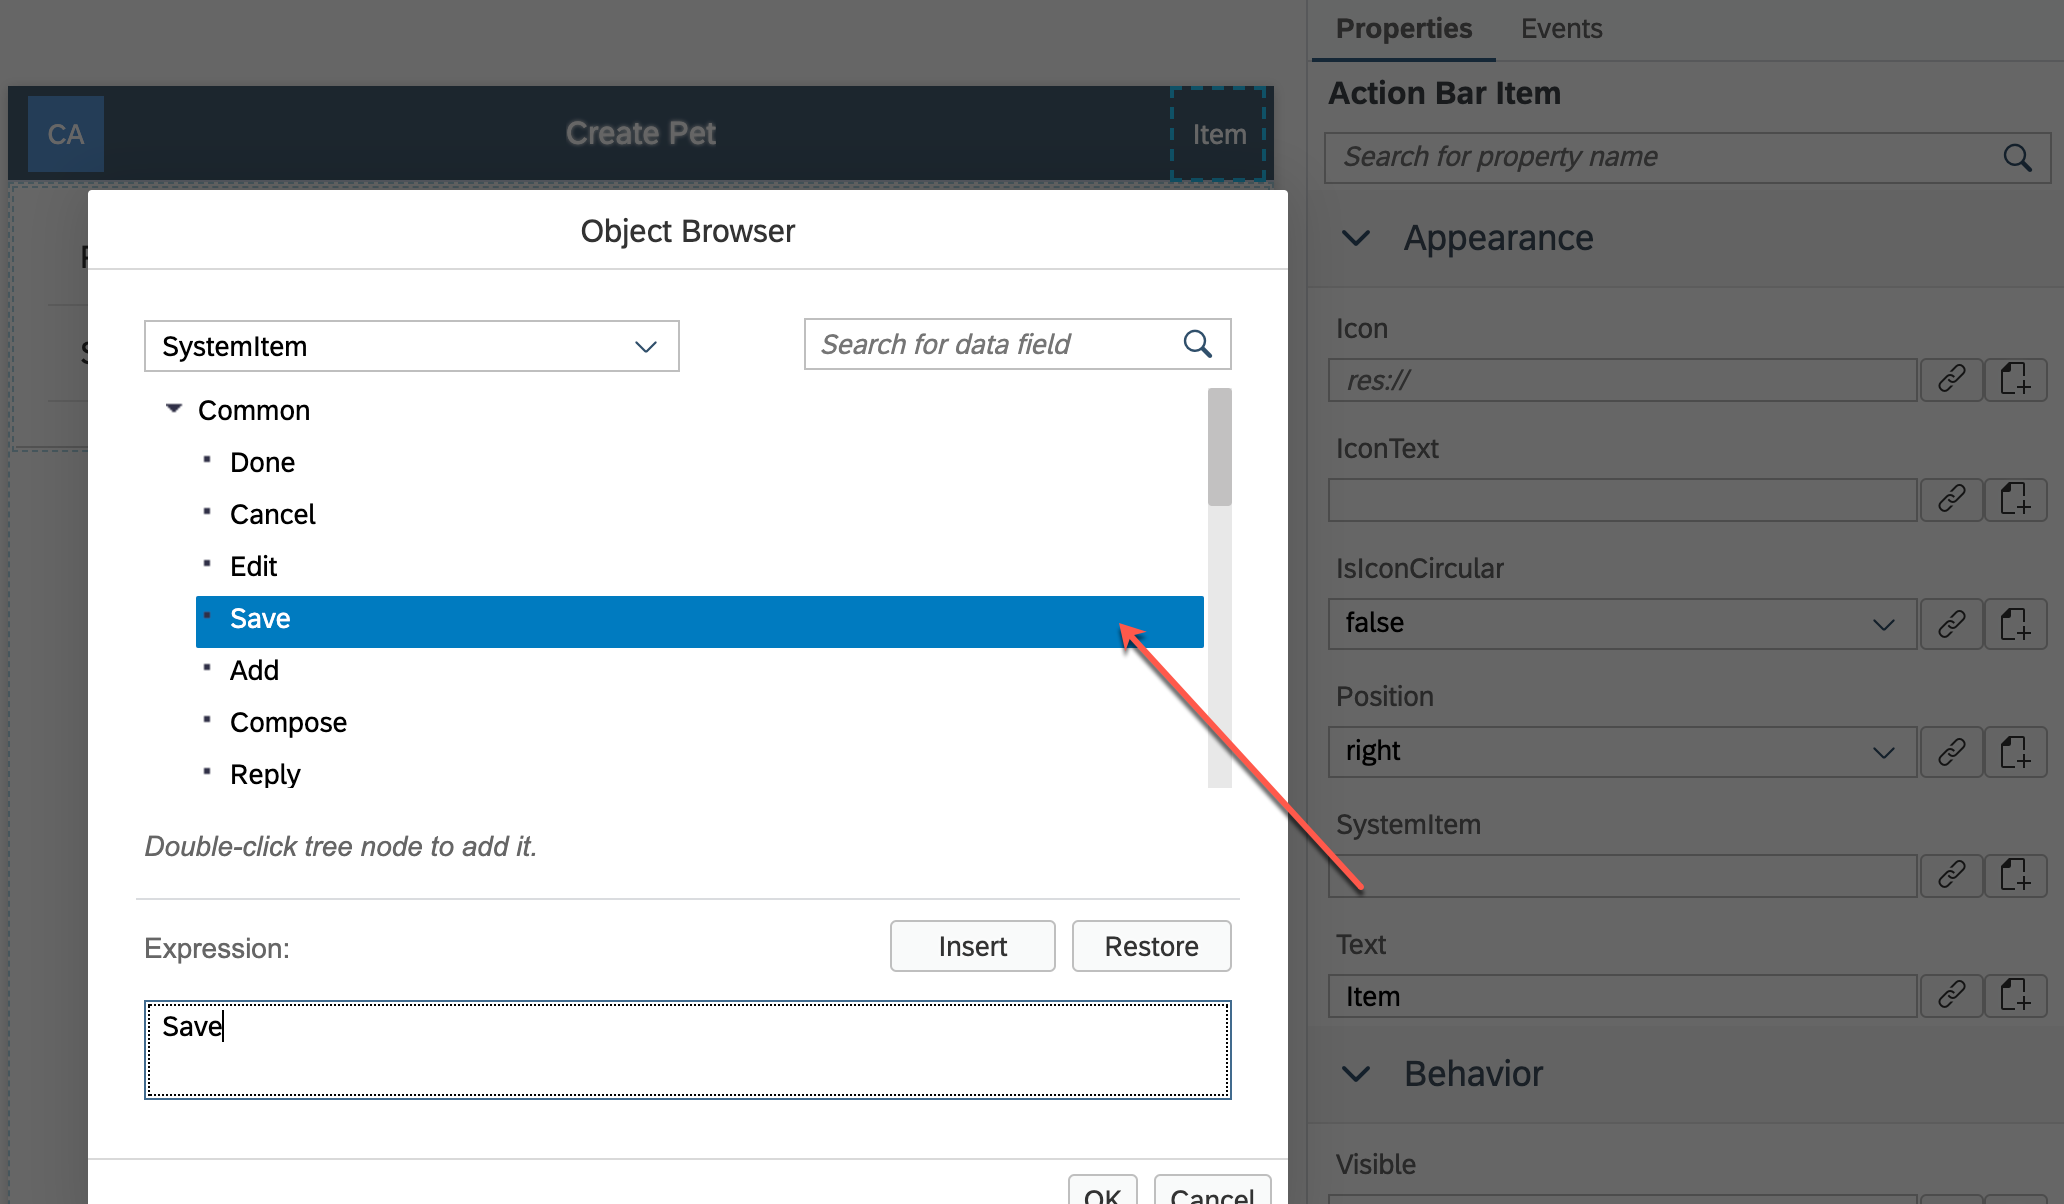 Properties
Events
Action Bar Item
CA
Create Pet
Item
Search for property name
Object Browser
Appearance
SystemItem
Search for data field
Icon
res://
Common
Done
Cancel
Edit
Save
Add
Compose
Reply
IconText
IsIconCircular
false
Position
right
SystemItem
Double-click tree node to add it.
Expression:
Insert
Restore
Text
Item
Save
Behavior
Visible
OK
Cancel